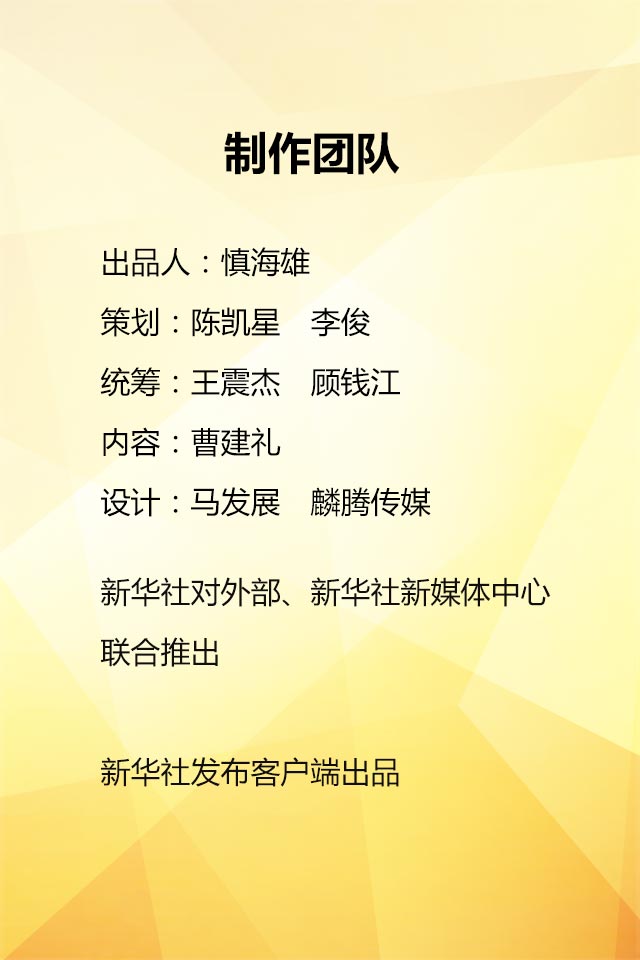 制作团队
出品人：慎海雄
策划：陈凯星　李俊
统筹：王震杰　顾钱江
内容：曹建礼
设计：马发展　麟腾传媒
新华社对外部、新华社新媒体中心
联合推出
新华社发布客户端出品